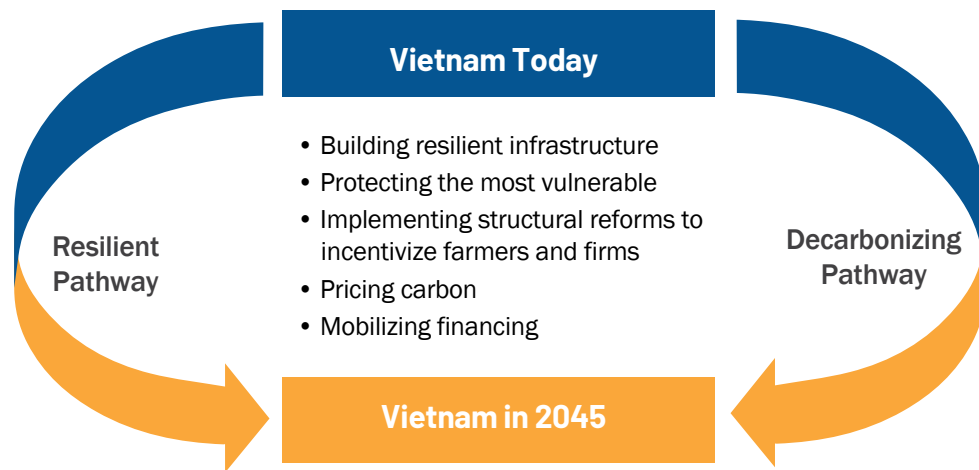 Vietnam Today
• Building resilient infrastructure
• Protecting the most vulnerable
• Implementing structural reforms to
incentivize farmers and firms
• Pricing carbon
• Mobilizing financing
Resilient
Pathway
Decarbonizing
Pathway
Vietnam in 2045